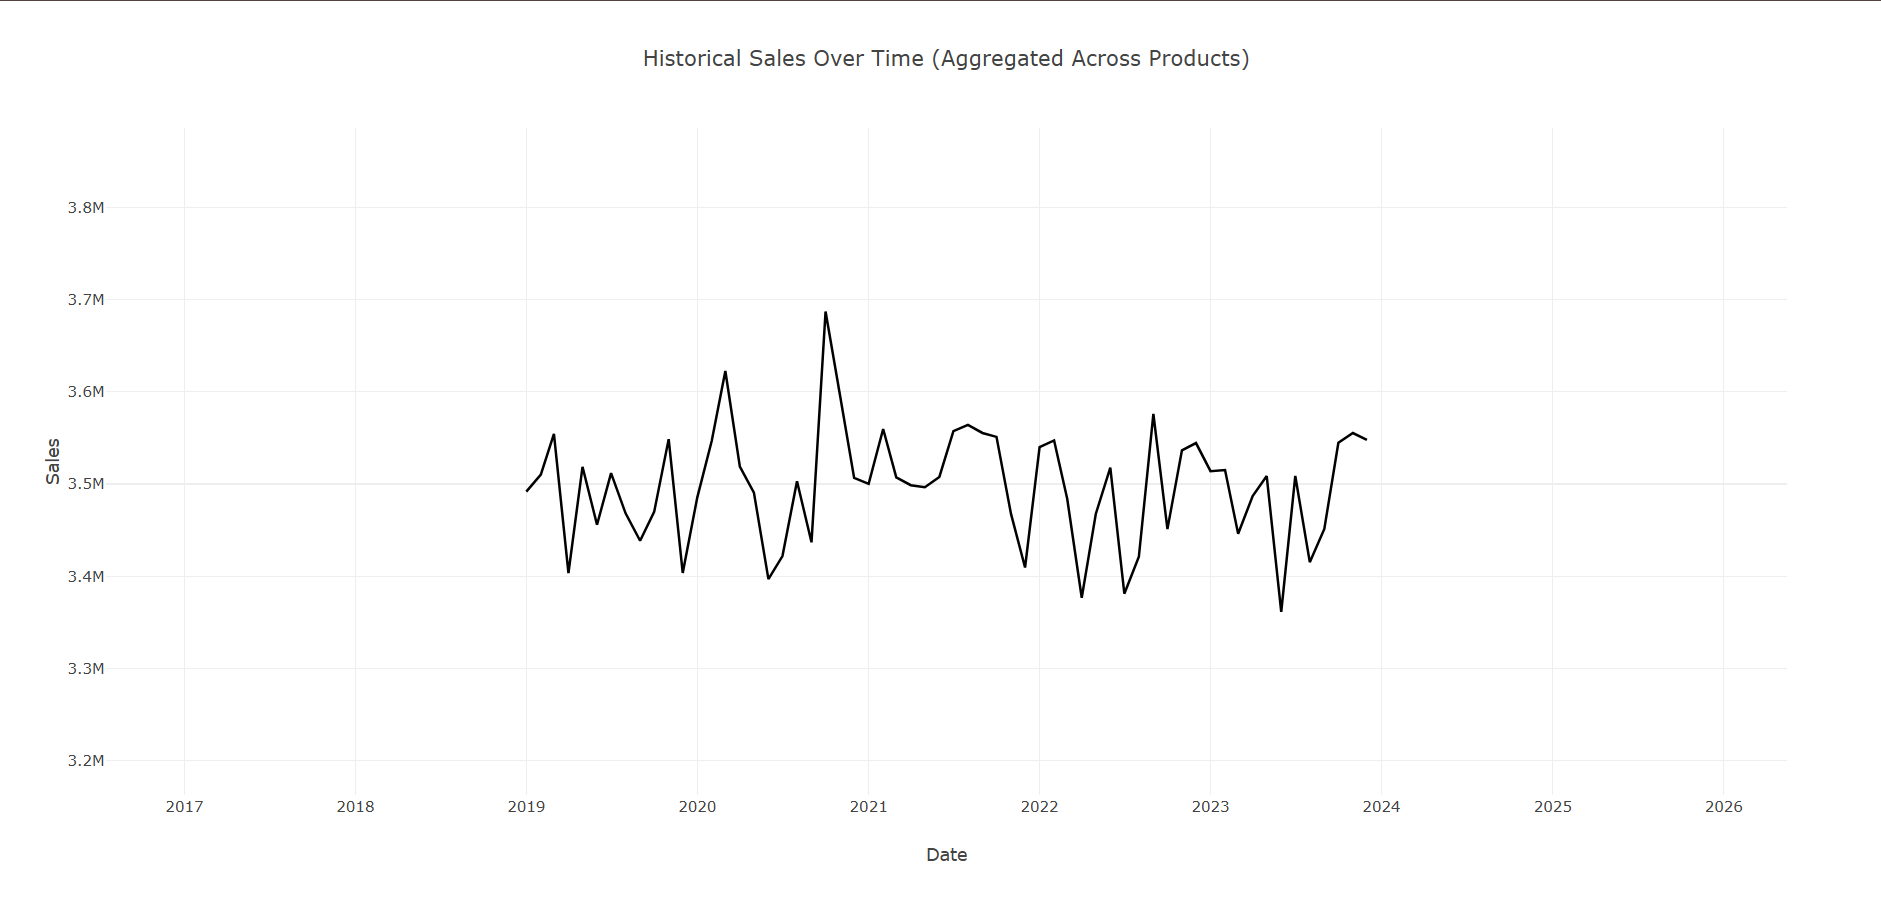 Historical Sales Over Time (Aggregated Across Products)
3.8M
3.7M
3.6M
3.5M
3.4M
3.3M
3.2M
Sales
2017 2018 2019 2020 2021 2022 2023 2024 2025 2026
Date